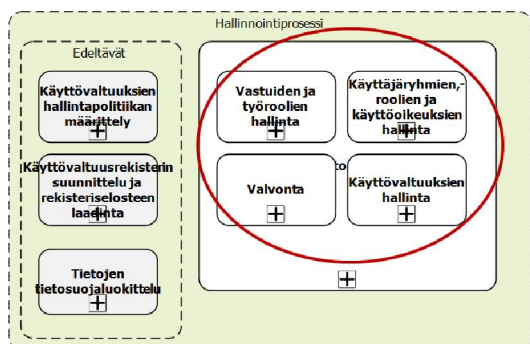 Hallinnointiprosessi
Edeltävät
Käyttövaltuuksien
hallintapolitiikan
määrittely
Käyttövaltuusrekisterin
suunnittelu ja
rekisteriselosteen
laadinta
Tietojen
tietosuojaluokittelu
Vastuiden ja
työroolien
hallinta
Käyttäjäryhmien,-
roolien ja
käyttöoikeuksien
hallinta
Valvonta
Käyttövaltuuksien
hallinta